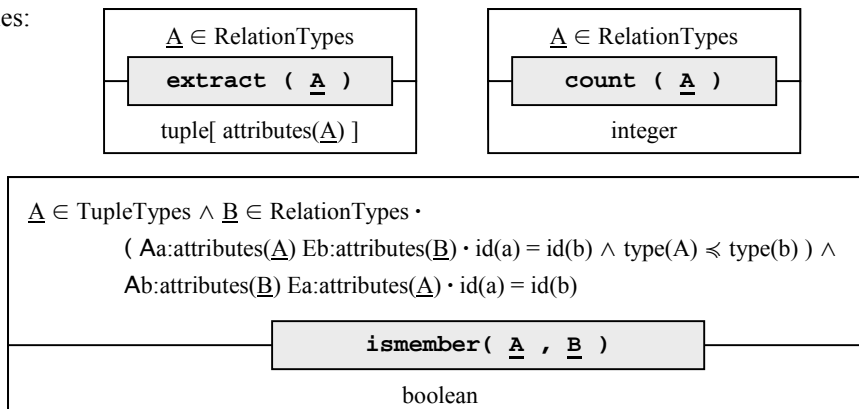 es:
A ∈ RelationTypes
extract ( A )
tuple[ attributes(A) ]
A ∈ RelationTypes
count ( A )
integer
A ∈ TupleTypes ∧ B ∈ RelationTypes ·
( Aa:attributes(A) Eb:attributes(B) · id(a) = id(b) ∧ type(A) ≼ type(b) ) ∧
Ab:attributes(B) Ea:attributes(A) · id(a) = id(b)
ismember( A , B )
boolean